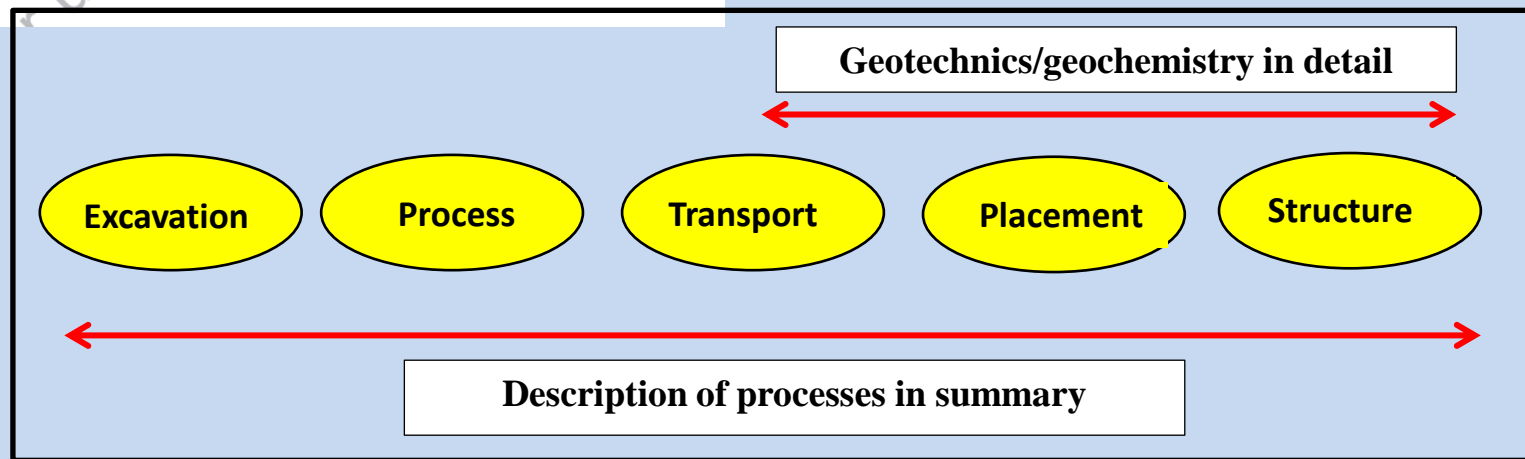 Geotechnics/geochemistry in detail
Excavation
Process
Transport
Placement
Structure
Description of processes in summary